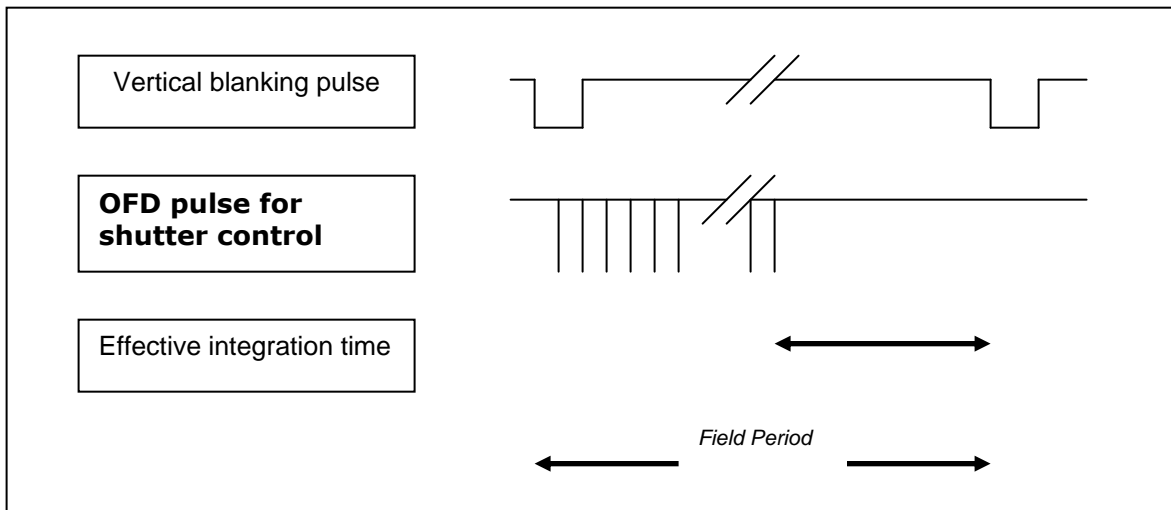 Vertical blanking pulse
OFD pulse for
shutter control
Effective integration time
Field Period